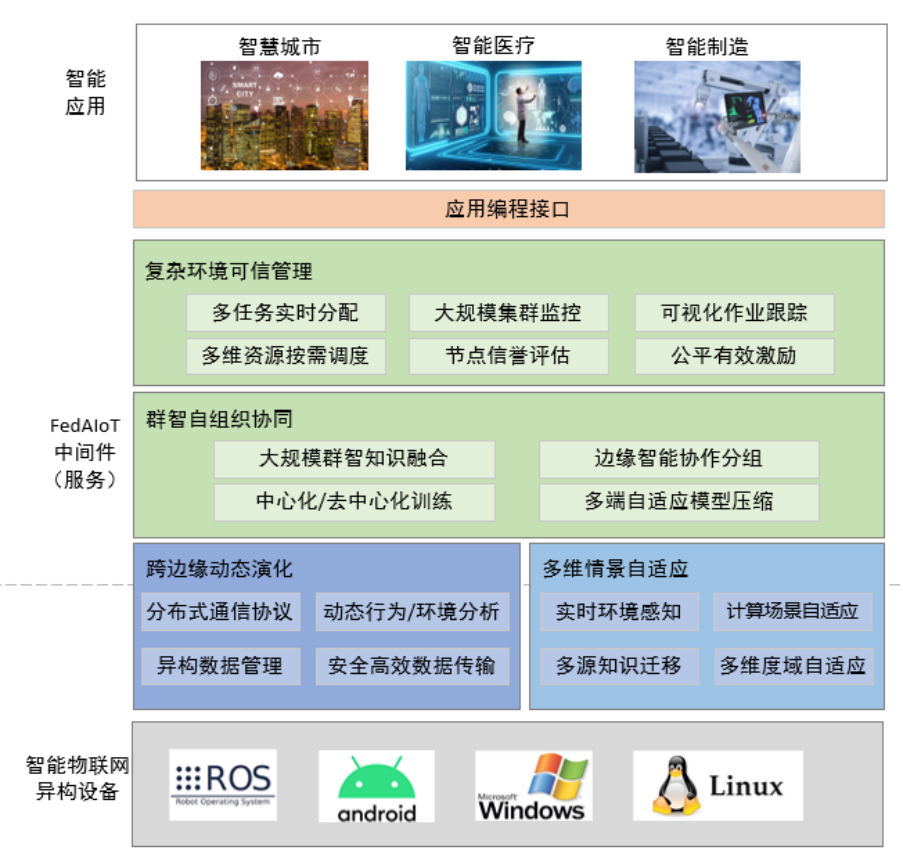 智能
应用
智慧城市
智能医疗
智能制造
SMART
CITY
应用编程接口
FedAIoT
中间件
（服务）
复杂环境可信管理
多任务实时分配
大规模集群监控
可视化作业跟踪
多维资源按需调度
节点信誉评估
公平有效激励
群智自组织协同
大规模群智知识融合
边缘智能协作分组
中心化/去中心化训练
多端自适应模型压缩
跨边缘动态演化
分布式通信协议
动态行为/环境分析
异构数据管理
安全高效数据传输
多维情景自适应
实时环境感知
计算场景自适应
多源知识迁移
多维度域自适应
智能物联网
异构设备
ROS
Robot Operating System
android
Microsoft
Windows
Linux